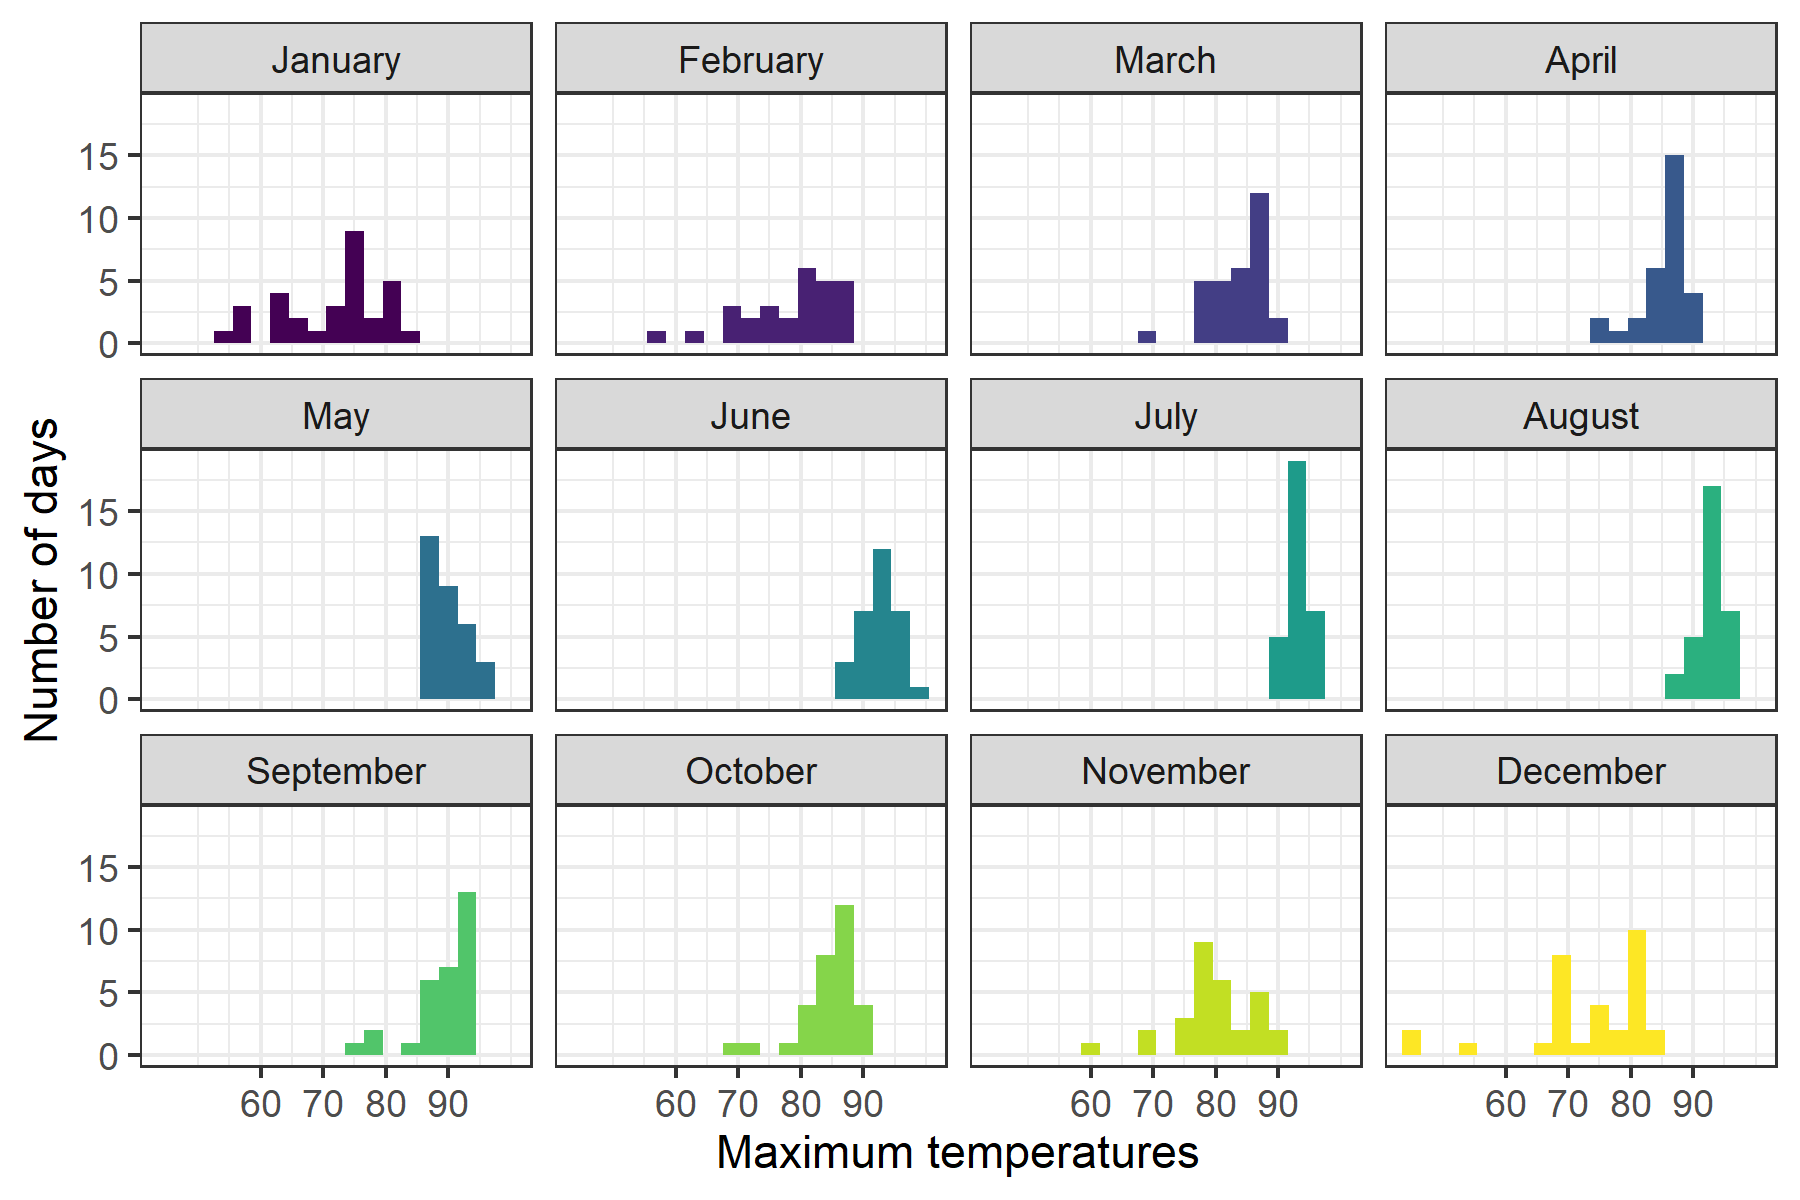 January February March April
15
10
5
0
May June July August
15
10
5
0
Number of days
September October November December
15
10
5
0
60 70 80 90 60 70 80 90 60 70 80 90 60 70 80 90
Maximum temperatures